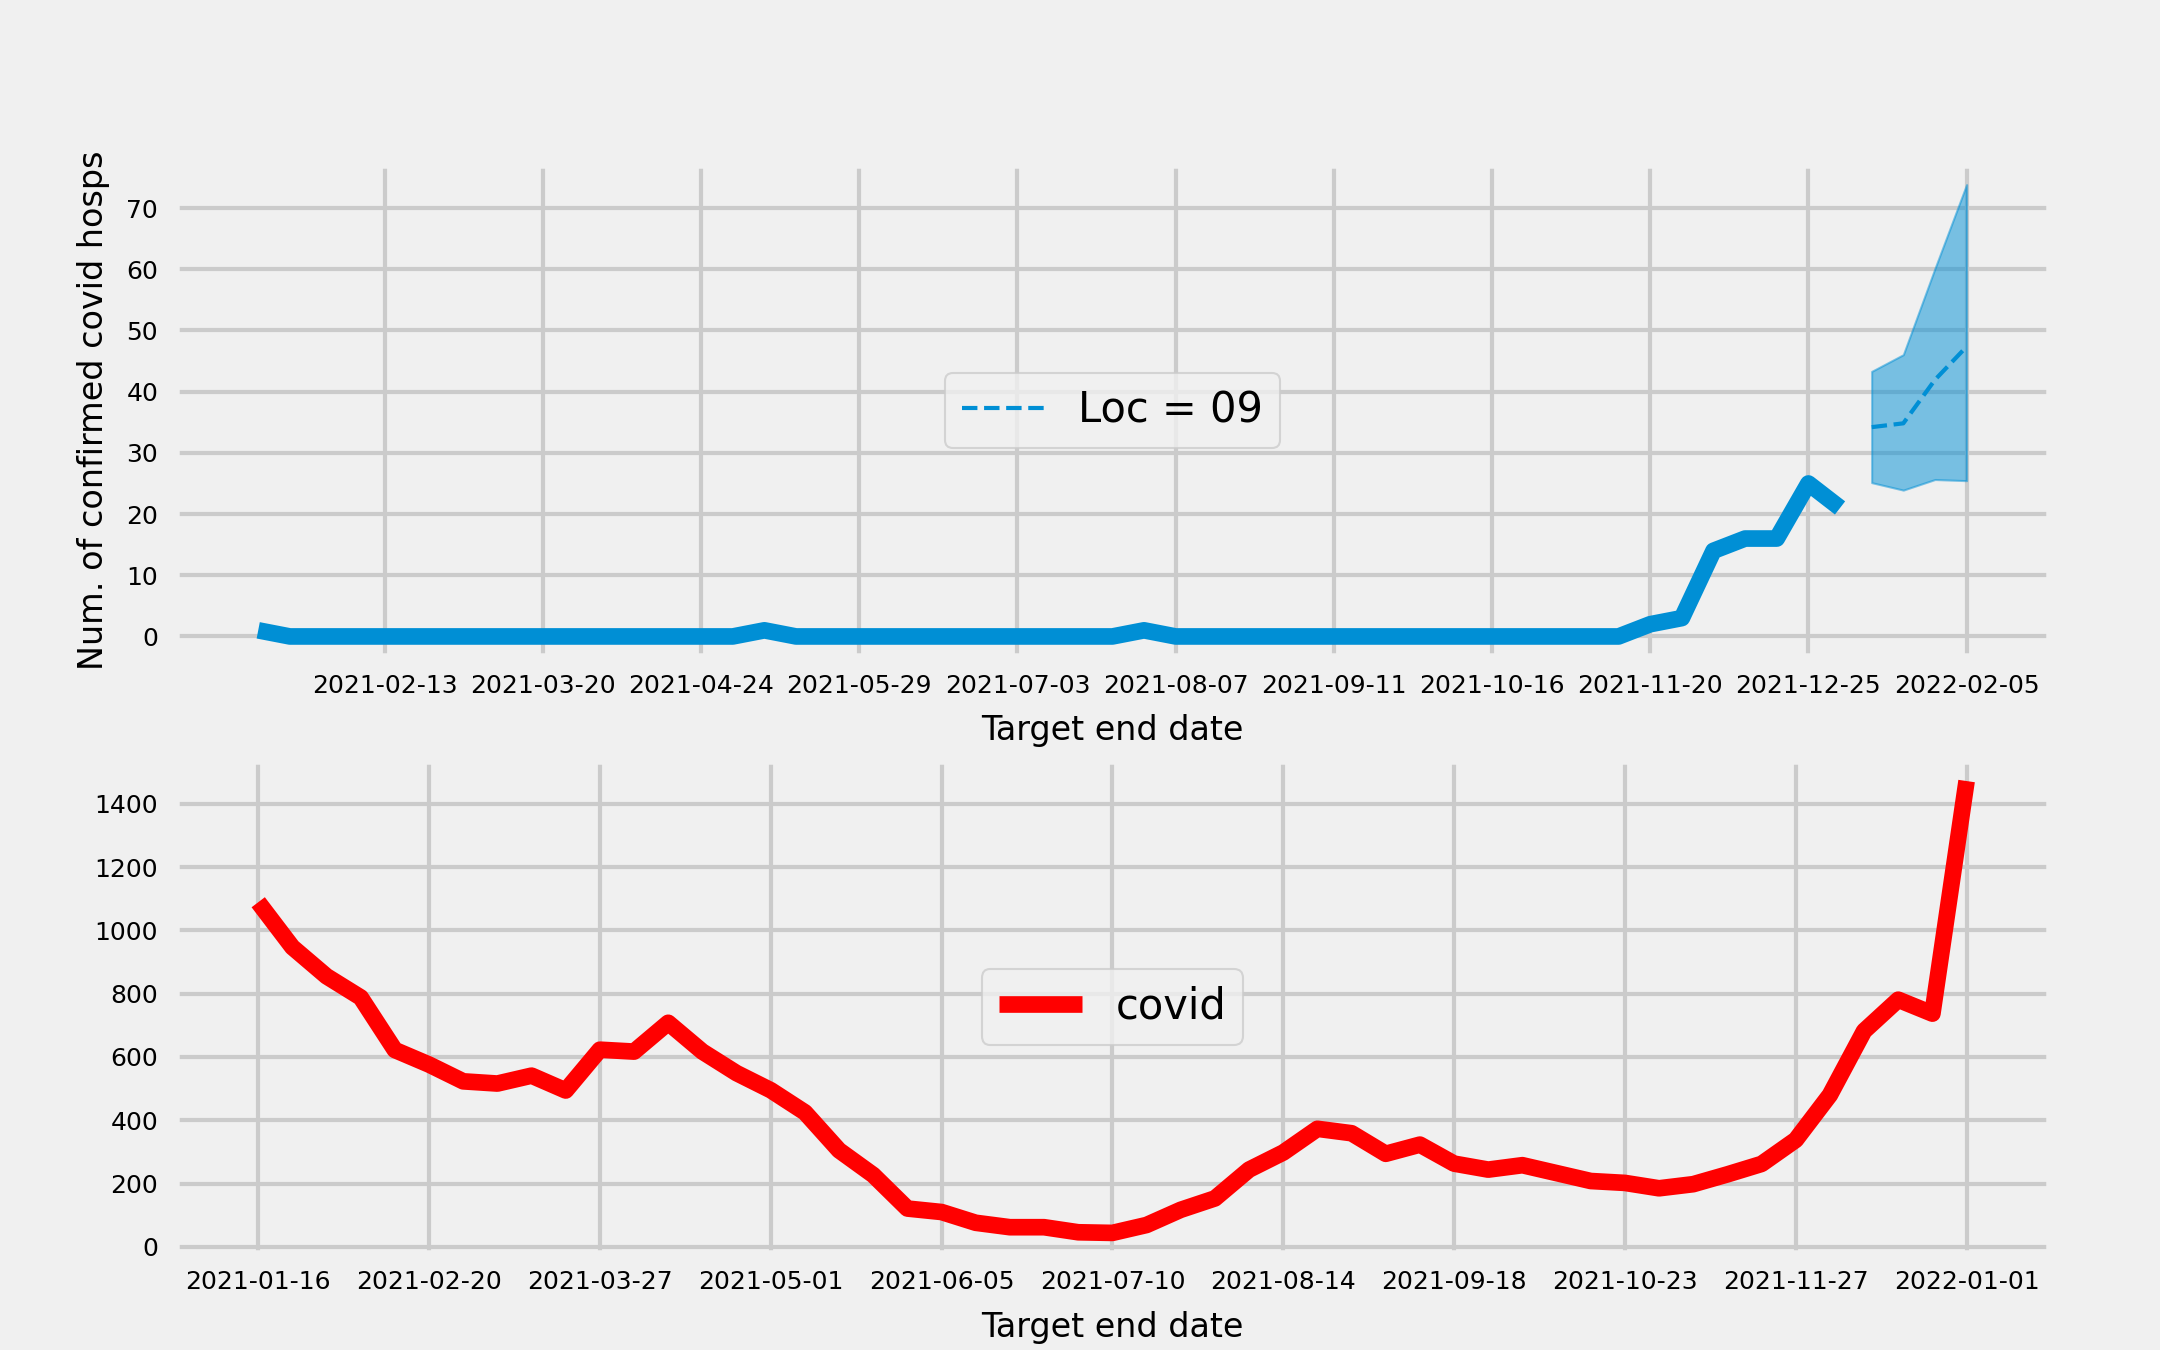 Num. of confirmed covid hosps
70
60
50
40
30
20
10
0
Loc = 09
2021-02-13 2021-03-20 2021-04-24 2021-05-29 2021-07-03 2021-08-07 2021-09-11 2021-10-16 2021-11-20 2021-12-25 2022-02-05
Target end date
1400
1200
1000
800
600
400
200
0
covid
2021-01-16 2021-02-20 2021-03-27 2021-05-01 2021-06-05 2021-07-10 2021-08-14 2021-09-18 2021-10-23 2021-11-27 2022-01-01
Target end date